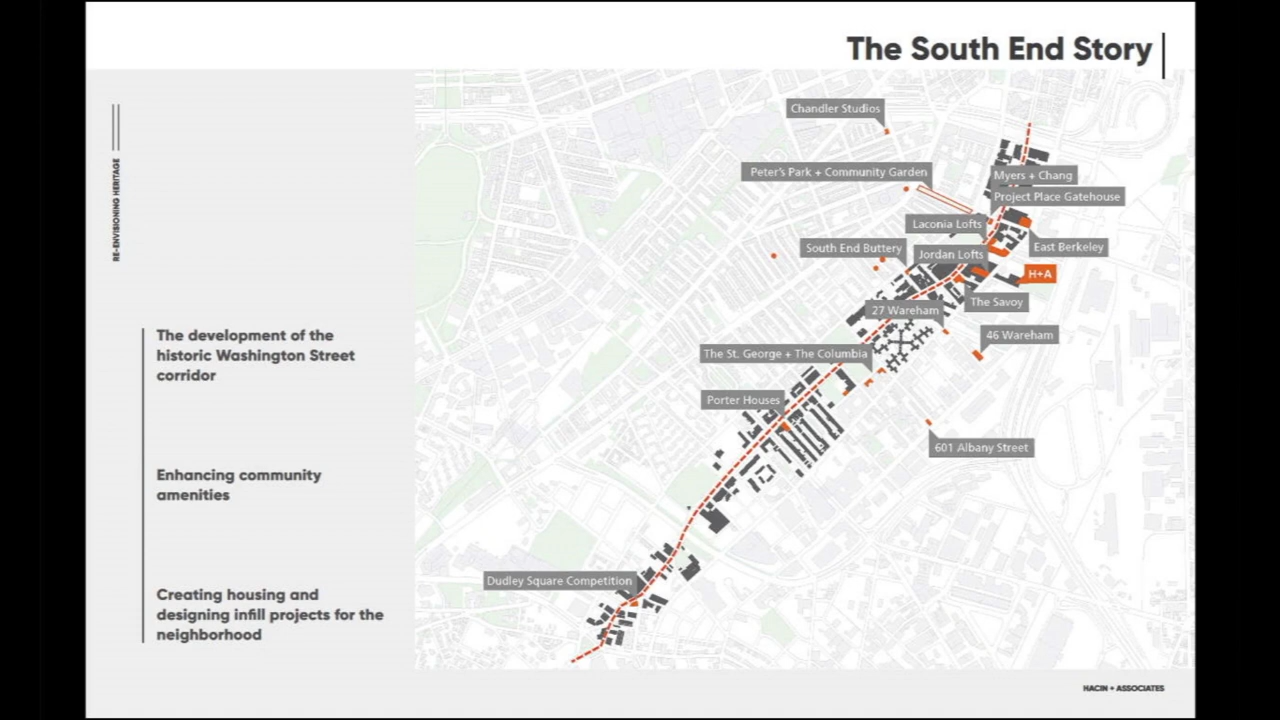 The South End Story
RE-ENVISIONING HERITAGE
The development of the
historic Washington Street
corridor
Enhancing community
amenities
Creating housing and
designing infill projects for the
neighborhood
Chandler Studios
Peter's Park + Community Garden
Myers + Chang
Project Place Gatehouse
Laconia Lofts
South End Buttery
Jordan Lofts
East Berkeley
H+A
The Savoy
27 Wareham
46 Wareham
The St. George + The Columbia
Porter Houses
601 Albany Street
Dudley Square Competition
HACIN + ASSOCIATES